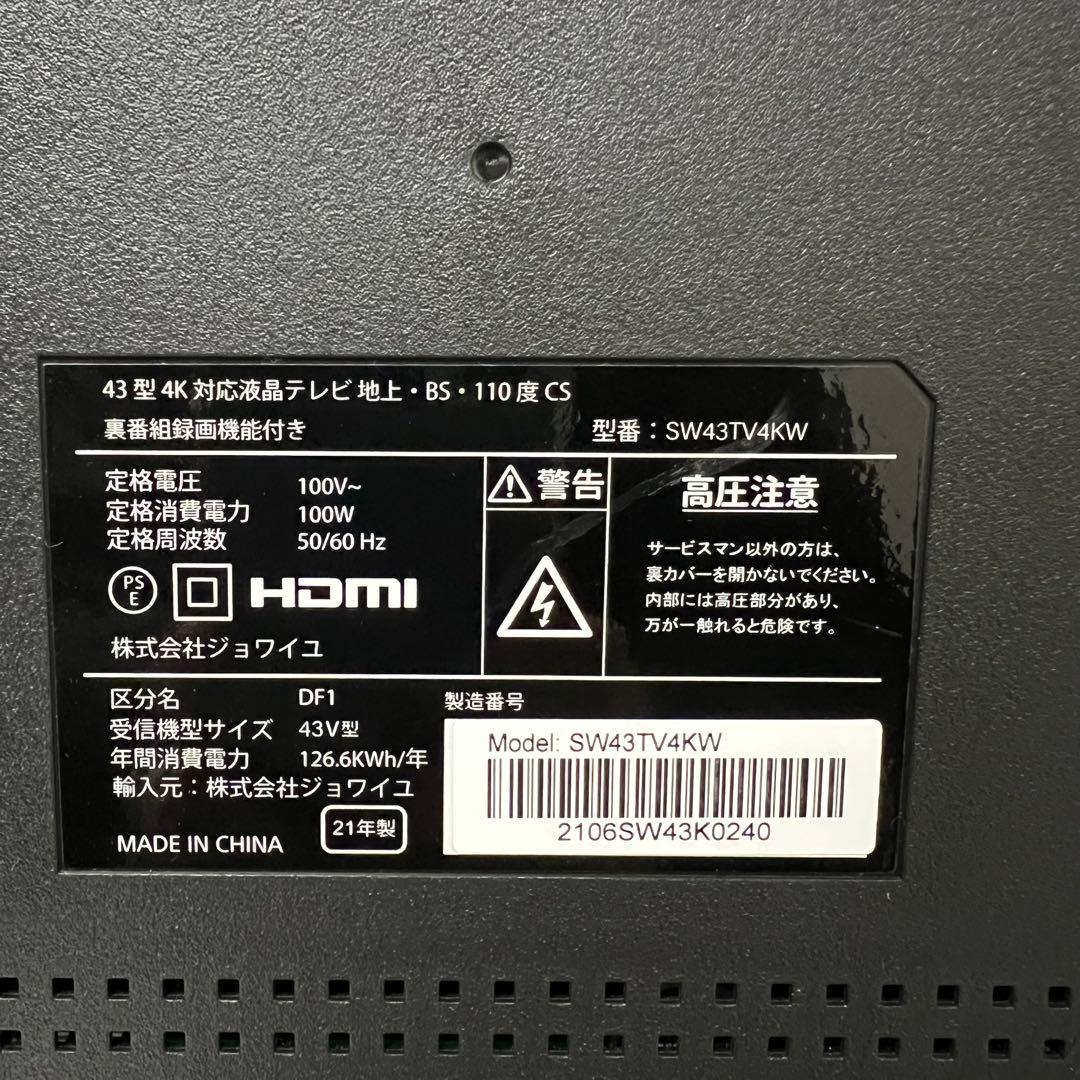 43型 4K 対応液晶テレビ 地上・BS・110度 CS
裏番組録画機能付き
型番：SW43TV4KW
定格電圧 100V~
定格消費電力 100W
定格周波数 50/60 Hz
PS
E
HDMI
株式会社ジョワイユ
警告
高圧注意
サービスマン以外の方は、
裏カバーを開かないでください。
内部には高圧部分があり、
万が一触れると危険です。
区分名 DF1
受信機型サイズ 43V型
年間消費電力 126.6KWh/年
輸入元：株式会社ジョワイユ
MADE IN CHINA
21年製
製造番号
Model: SW43TV4KW
2106SW43K0240